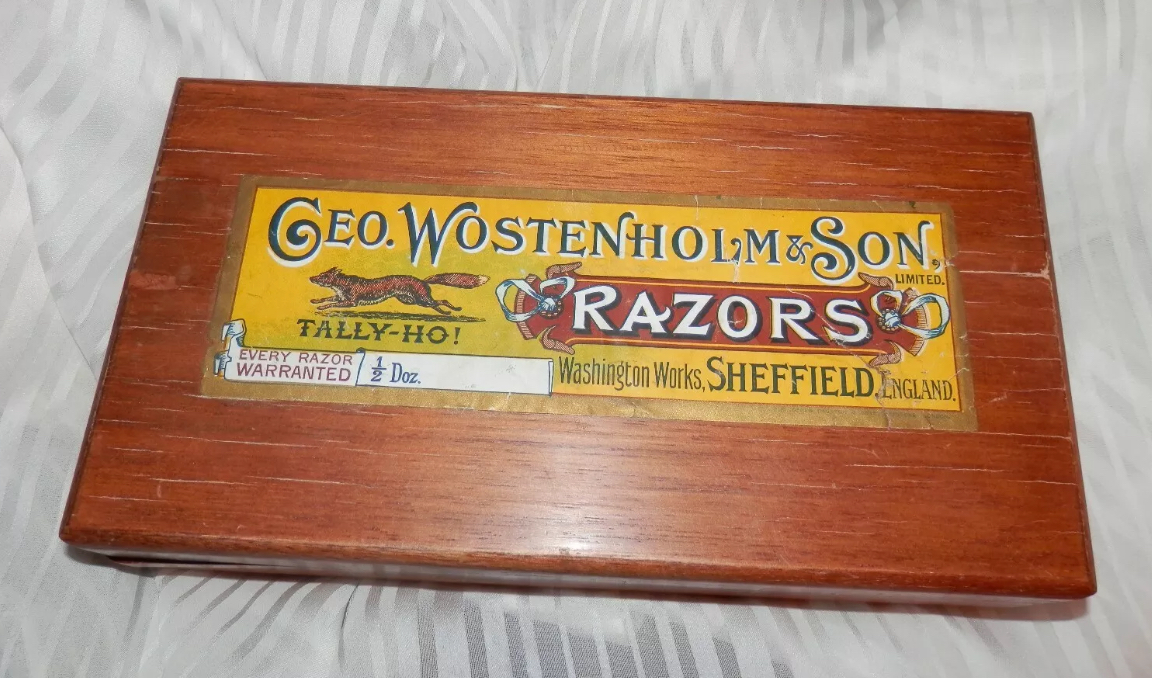 GEO. WOSTENHOLM & SON,
LIMITED.
RAZORS
TALLY-HO!
EVERY RAZOR
WARRANTED
½ Doz.
Washington Works, SHEFFIELD, ENGLAND.